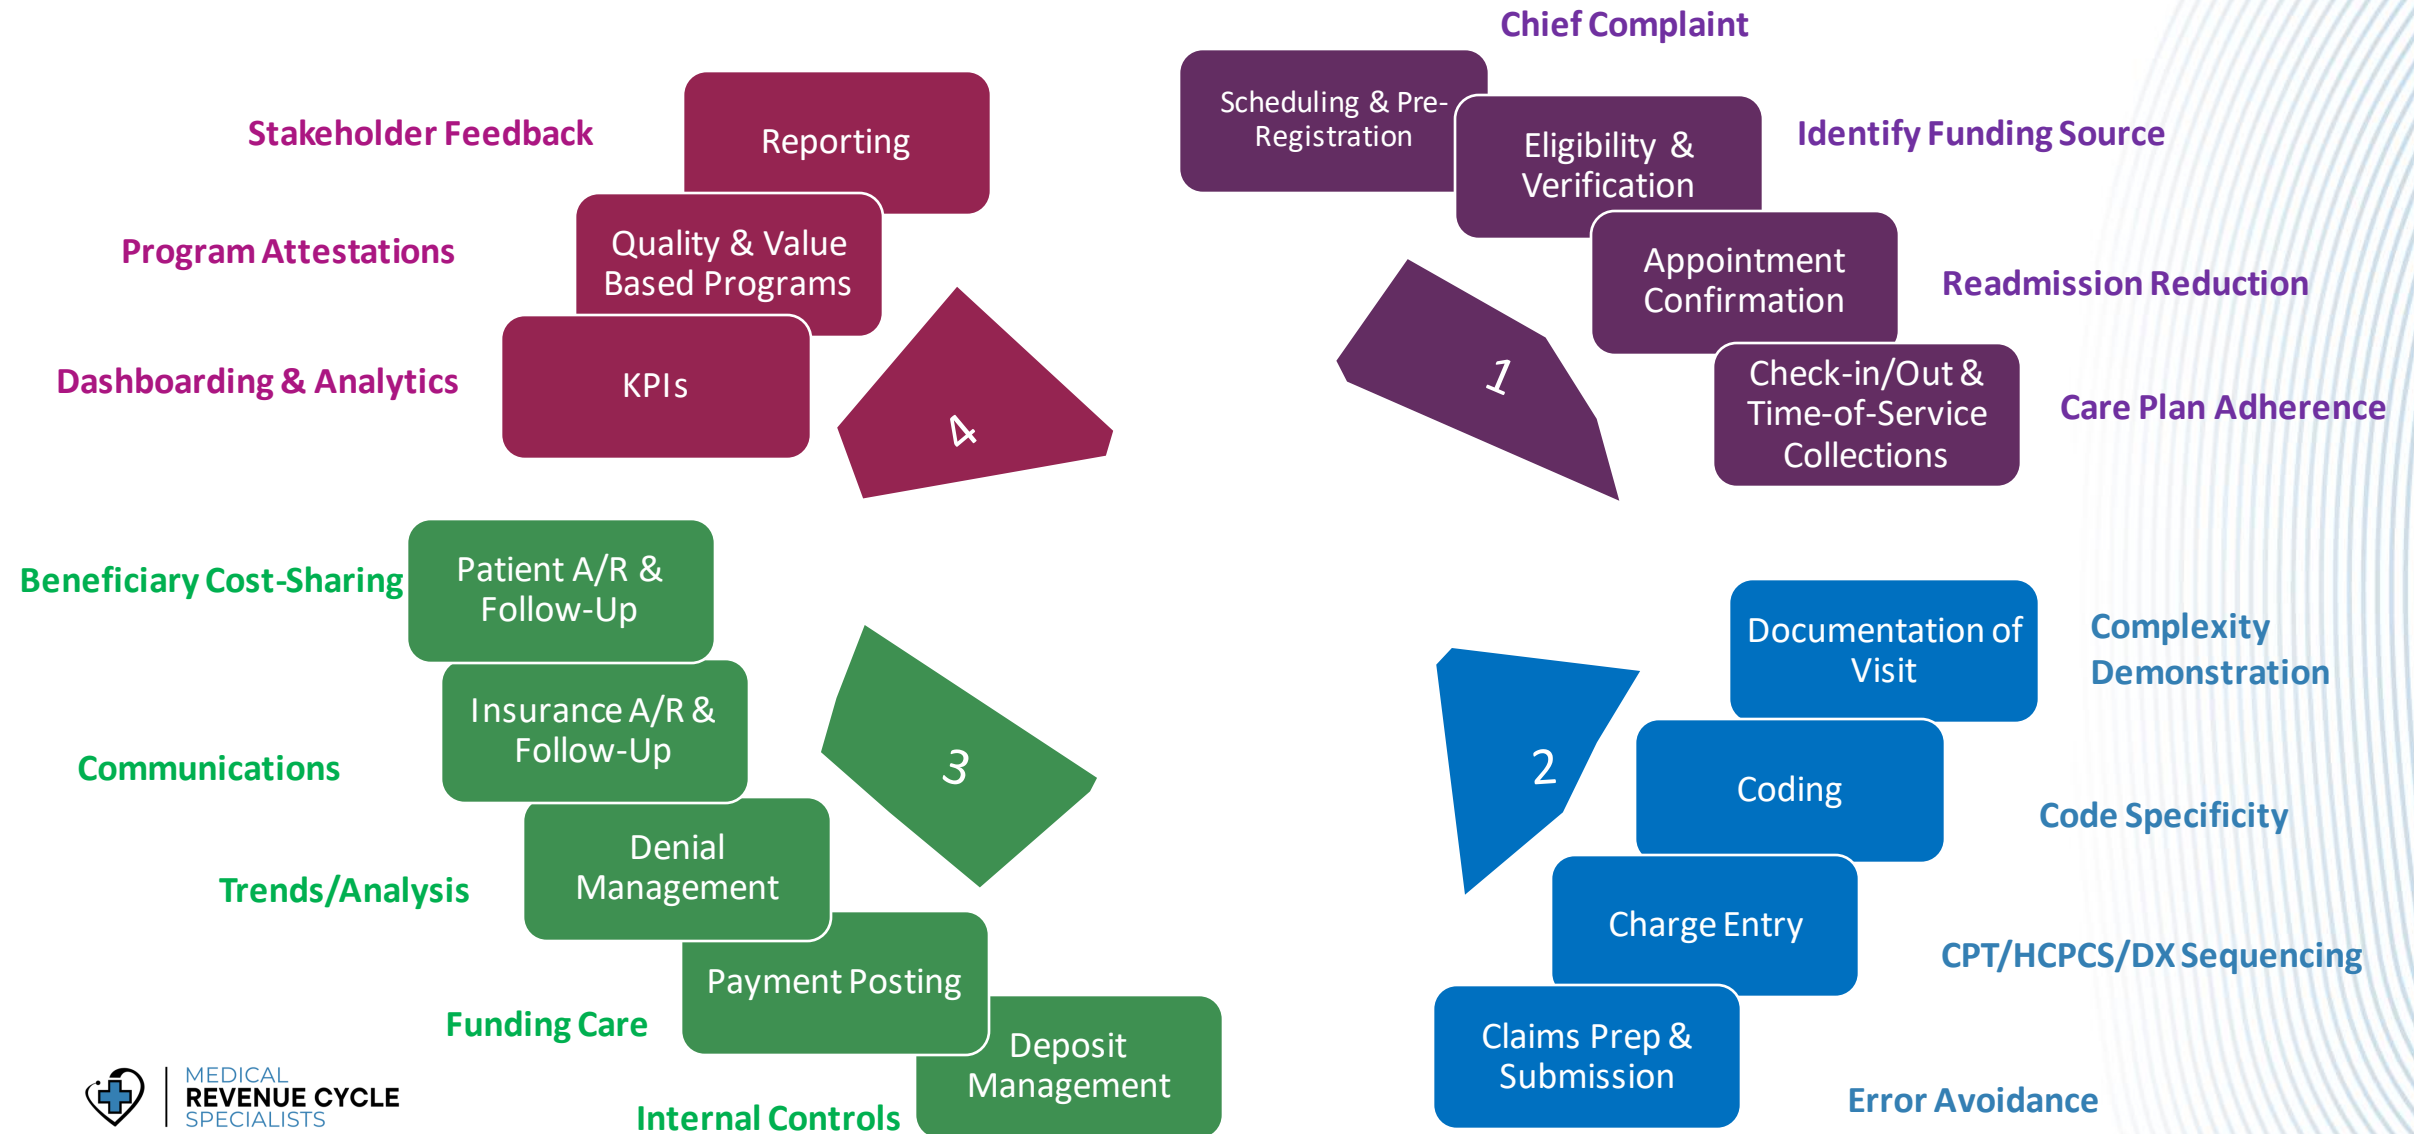 Chief Complaint
Scheduling & Pre-
Registration
Eligibility &
Verification
Identify Funding Source
Appointment
Confirmation
Readmission Reduction
Check-in/Out &
Time-of-Service
Collections
Care Plan Adherence
1
Documentation of
Visit
Complexity
Demonstration
Coding
Code Specificity
2
Charge Entry
CPT/HCPCS/DX Sequencing
Claims Prep &
Submission
Error Avoidance
Deposit
Management
Internal Controls
Payment Posting
Funding Care
Denial
Management
Trends/Analysis
3
Insurance A/R &
Follow-Up
Communications
Patient A/R &
Follow-Up
Beneficiary Cost-Sharing
KPIs
Dashboarding & Analytics
4
Quality & Value
Based Programs
Program Attestations
Reporting
Stakeholder Feedback
MEDICAL
REVENUE CYCLE
SPECIALISTS